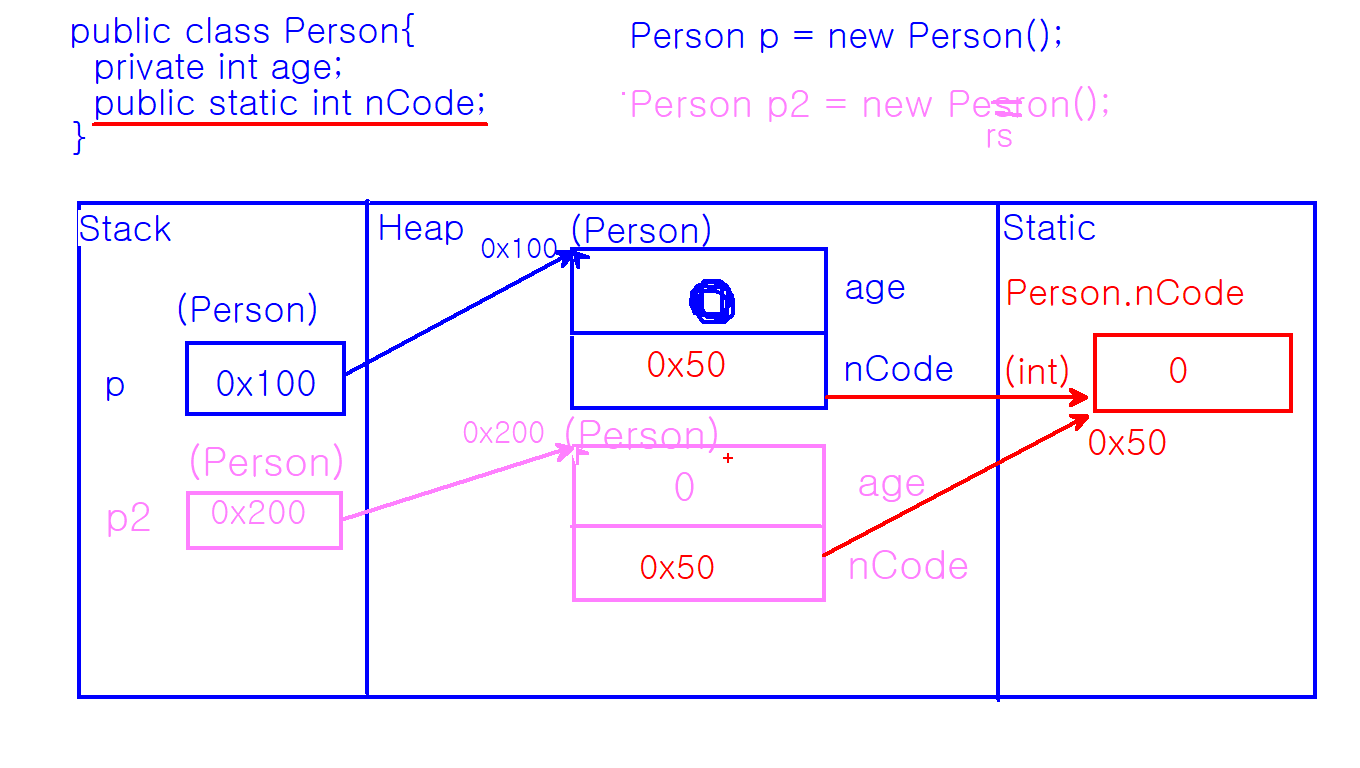 public class Person{
private int age;
public static int nCode;
}
Person p = new Person();
Person p2 = new Pesron();
rs
Stack
Heap
Static
0x100
(Person)
age
Person.nCode
(Person)
p
0x100
0x50
nCode
(int)
0
0x50
0x200
(Person)
(Person)
p2
0x200
0
age
0x50
nCode